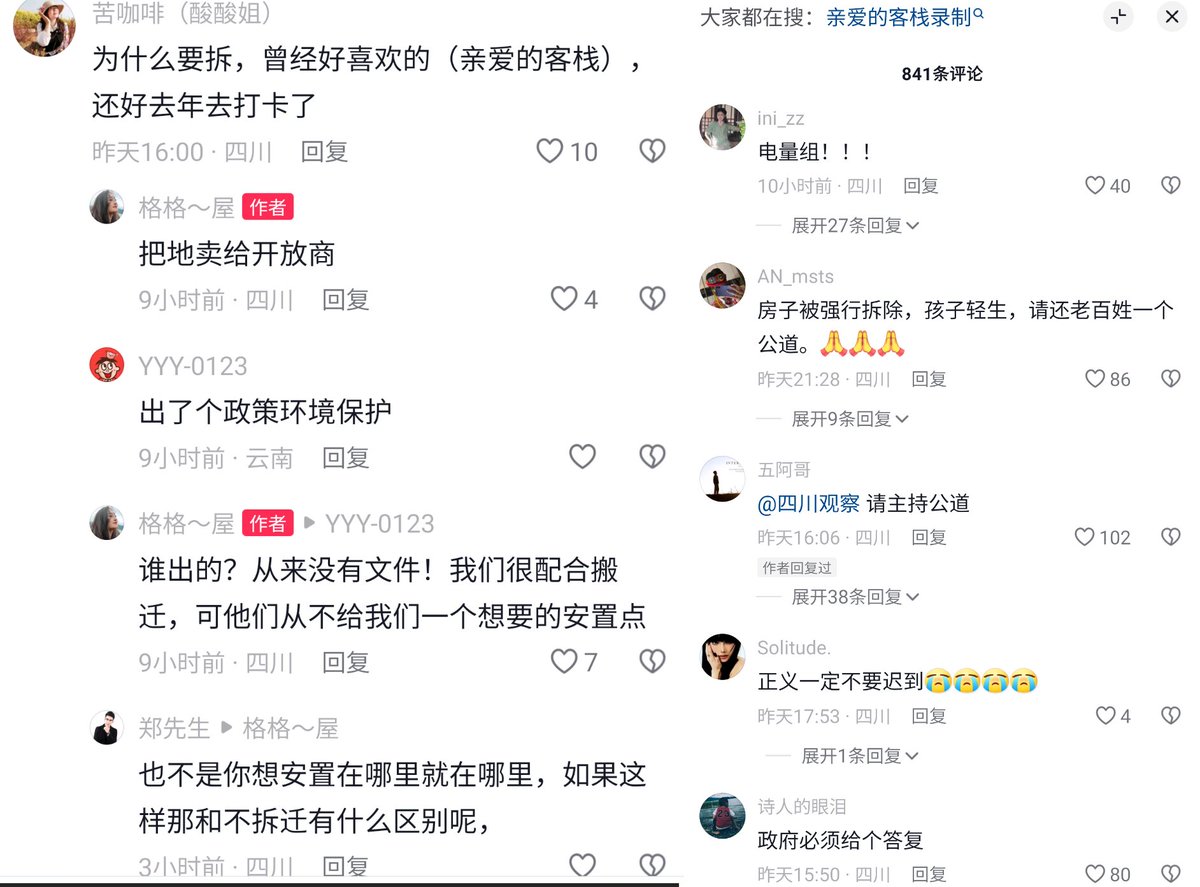 苦咖啡（酸酸姐）
为什么要拆，曾经好喜欢的（亲爱的客栈），
还好去年去打卡了
昨天16:00 · 四川 回复 10
格格～屋 作者
把地卖给开放商
9小时前 · 四川 回复 4
YYY-0123
出了个政策环境保护
9小时前 · 云南 回复
格格～屋 作者 ▶ YYY-0123
谁出的？从来没有文件！我们很配合搬
迁，可他们从不给我们一个想要的安置点
9小时前 · 四川 回复 7
郑先生 ▶ 格格～屋
也不是你想安置在哪里就在哪里，如果这
样那和不拆迁有什么区别呢，
3小时前 · 四川 回复
大家都在搜：亲爱的客栈录制
841条评论
ini_zz
电量组！！！
10小时前 · 四川 回复 40
展开27条回复
AN_msts
房子被强行拆除，孩子轻生，请还老百姓一个
公道。🙏🙏🙏
昨天21:28 · 四川 回复 86
展开9条回复
五阿哥
@四川观察 请主持公道
昨天16:06 · 四川 回复 102
作者回复过
展开38条回复
Solitude.
正义一定不要迟到😭😭😭😭
昨天17:53 · 四川 回复 4
展开1条回复
诗人的眼泪
政府必须给个答复
昨天15:50 · 四川 回复 80